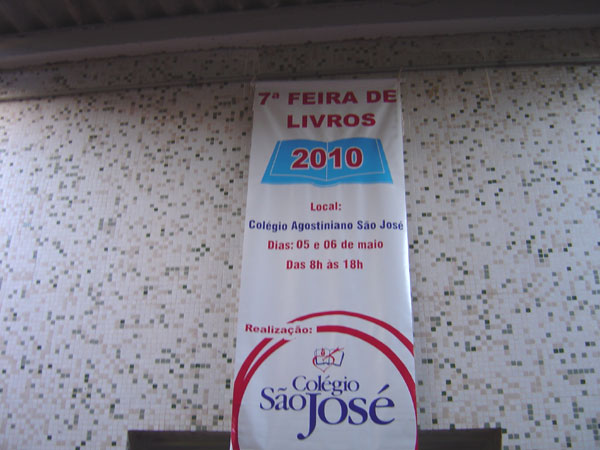 7ª FEIRA DE
LIVROS
2010
Local:
Colégio Agostiniano São José
Dias: 05 e 06 de maio
Das 8h às 18h
Realização:
Colégio
São José